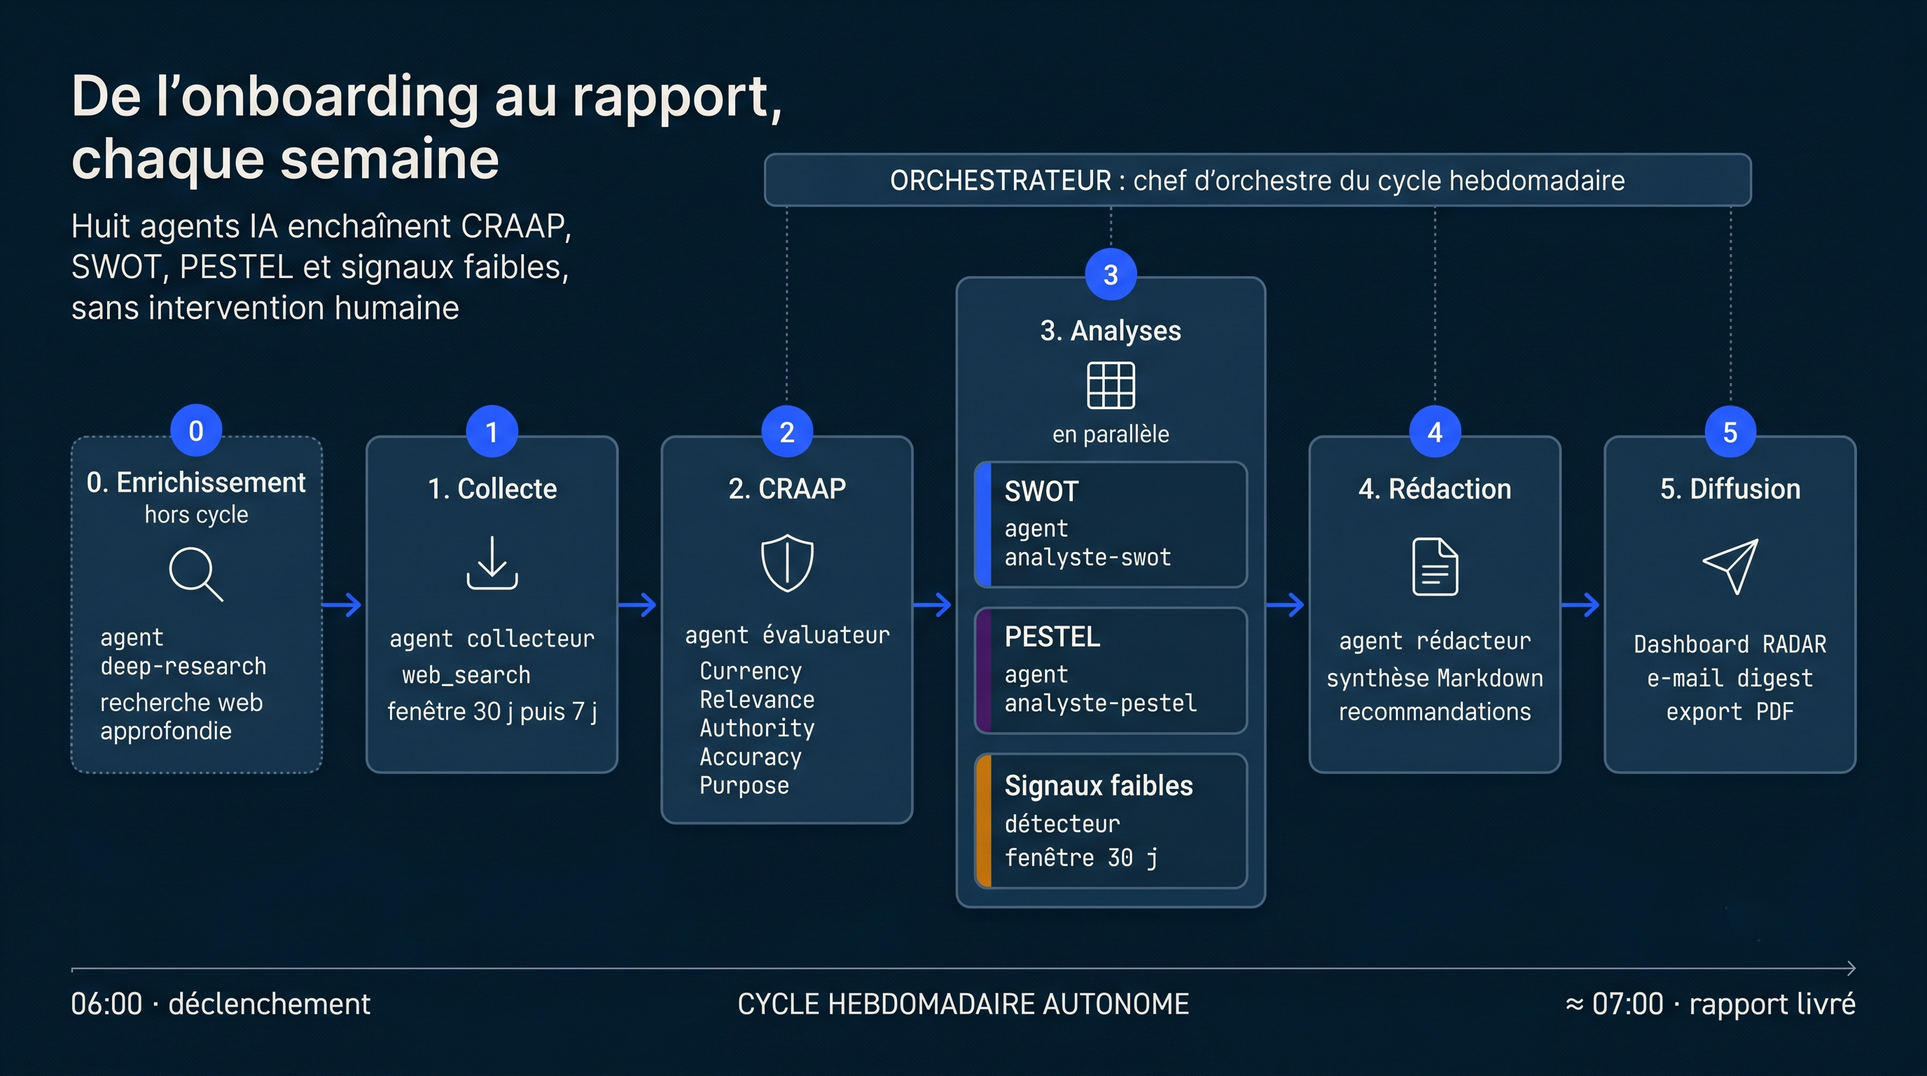 De l’onboarding au rapport,
chaque semaine
Huit agents IA enchaînent CRAAP,
SWOT, PESTEL et signaux faibles,
sans intervention humaine
ORCHESTRATEUR : chef d’orchestre du cycle hebdomadaire
0
0. Enrichissement
hors cycle
agent
deep-research
recherche web
approfondie
1
1. Collecte
agent collecteur
web_search
fenêtre 30 j puis 7 j
2
2. CRAAP
agent évaluateur
Currency
Relevance
Authority
Accuracy
Purpose
3
3. Analyses
en parallèle
SWOT
agent
analyste-swot
PESTEL
agent
analyste-pestel
Signaux faibles
détecteur
fenêtre 30 j
4
4. Rédaction
agent rédacteur
synthèse Markdown
recommandations
5
5. Diffusion
Dashboard RADAR
e-mail digest
export PDF
06:00 · déclenchement
CYCLE HEBDOMADAIRE AUTONOME
≈ 07:00 · rapport livré